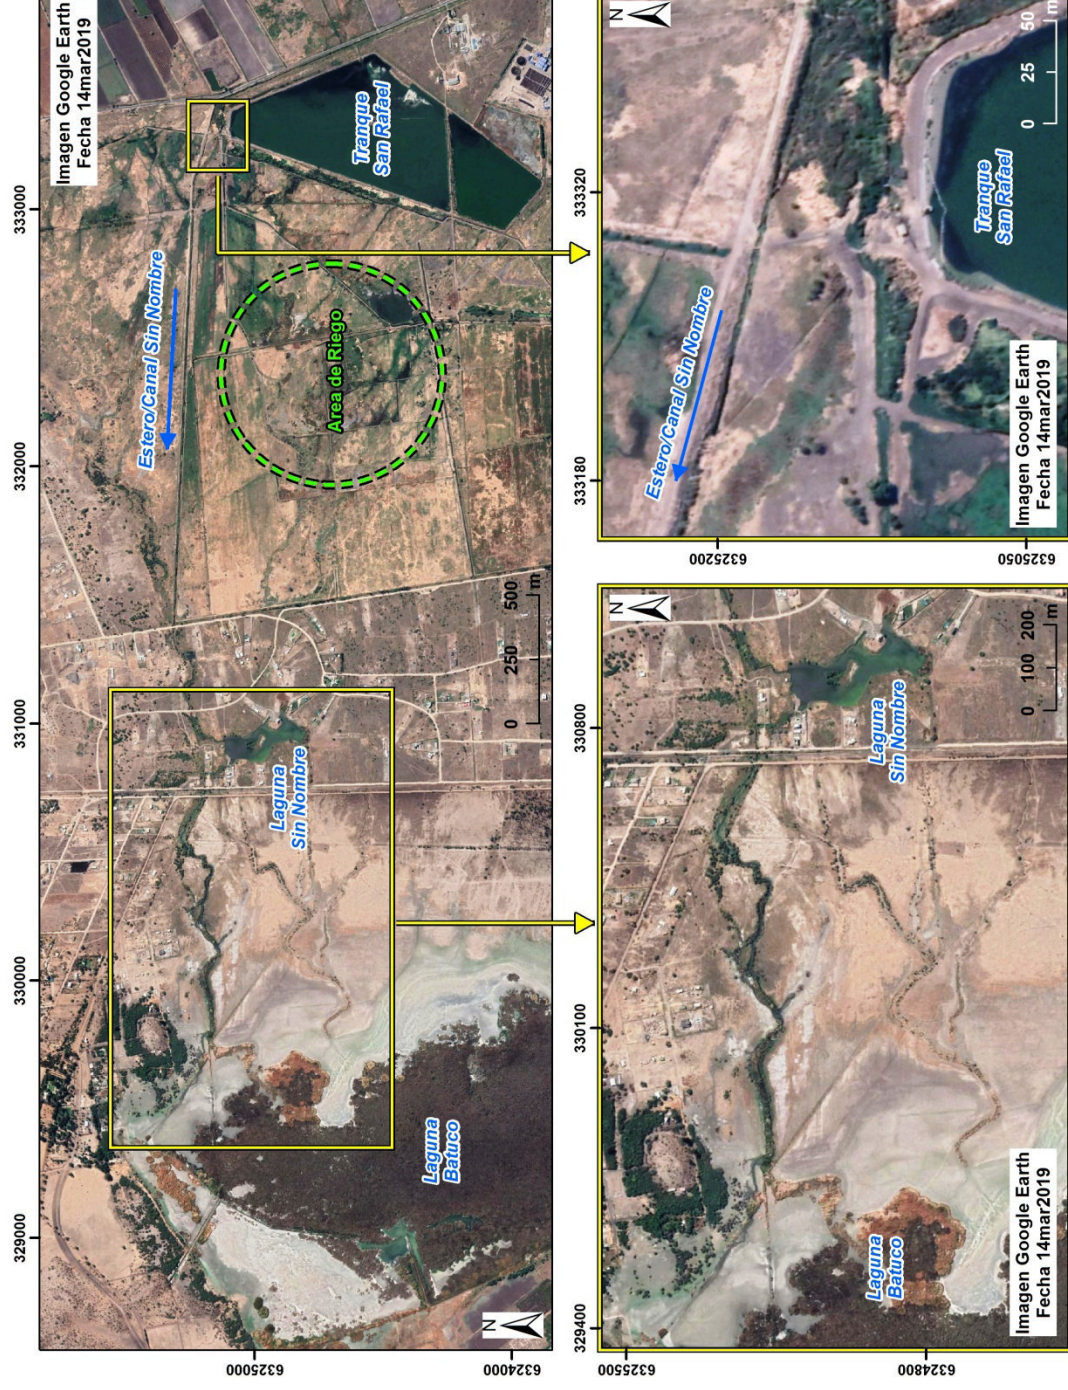 Imagen Google Earth
Fecha 14mar2019
329000
330000
331000
332000
333000
6325000
6324000
Estero/Canal Sin Nombre
Area de Riego
Tranque
San Rafael
Laguna
Sin Nombre
Laguna
Batuco
N
0 250 500
m
329400
330100
330800
6325500
6324800
Laguna
Sin Nombre
Laguna
Batuco
Imagen Google Earth
Fecha 14mar2019
N
0 100 200
m
333180
333320
6325200
6325050
Estero/Canal Sin Nombre
Tranque
San Rafael
Imagen Google Earth
Fecha 14mar2019
N
0 25 50
m